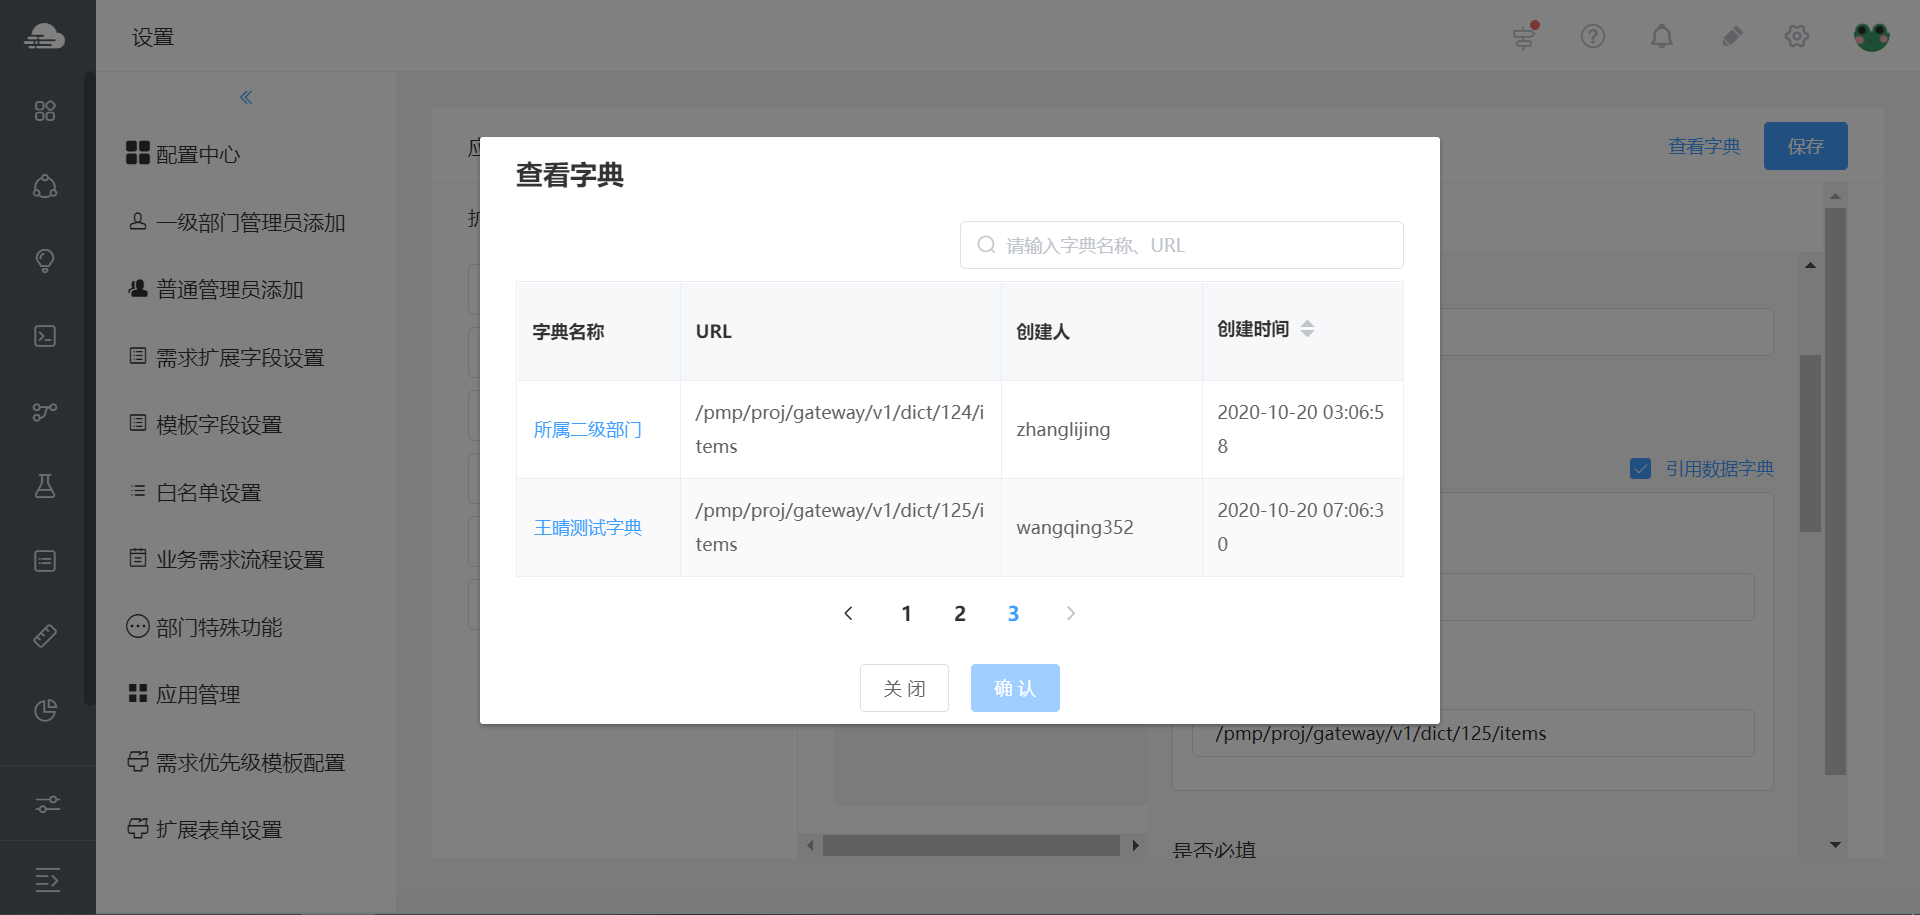 设置
配置中心
一级部门管理员添加
普通管理员添加
需求扩展字段设置
模板字段设置
白名单设置
业务需求流程设置
部门特殊功能
应用管理
需求优先级模板配置
扩展表单设置
查看字典
保存
查看字典
请输入字典名称、URL
字典名称 URL 创建人 创建时间
所属二级部门 /pmp/proj/gateway/v1/dict/124/i
tems zhanglijing 2020-10-20 03:06:5
8
王晴测试字典 /pmp/proj/gateway/v1/dict/125/i
tems wangqing352 2020-10-20 07:06:3
0
1 2 3
关 闭 确 认
引用数据字典
/pmp/proj/gateway/v1/dict/125/items
是否必填